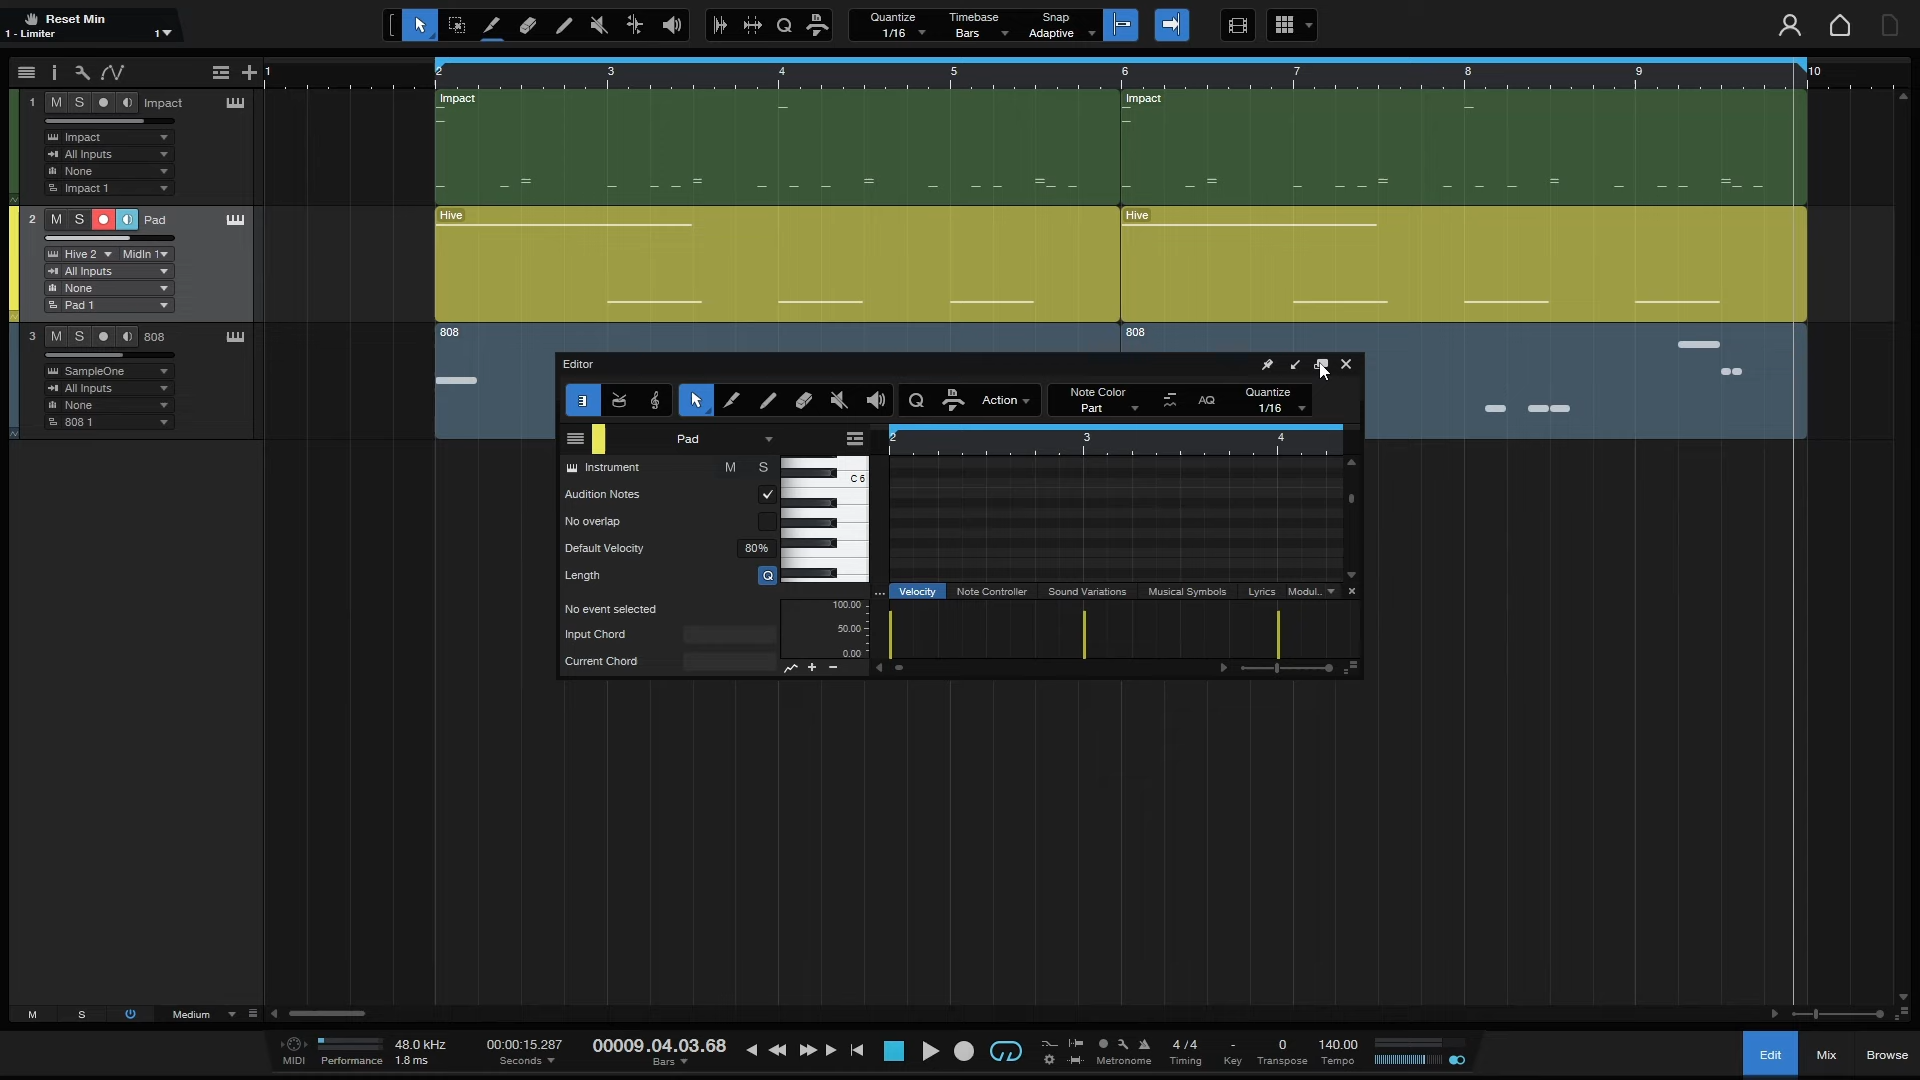 Reset Min
1 - Limiter 1
Quantize
1/16
Timebase
Bars
Snap
Adaptive
1 2 3 4 5 6 7 8 9 10
1 M S Impact
Impact
All Inputs
None
Impact 1
2 M S Pad
Hive 2 MidIn 1
All Inputs
None
Pad 1
3 M S 808
SampleOne
All Inputs
None
808 1
Impact Impact
Hive Hive
808 808
Editor
Action
Note Color
Part
AQ
Quantize
1/16
Pad
2 3 4
Instrument M S
Audition Notes
No overlap
Default Velocity 80%
Length Q
No event selected
Input Chord
Current Chord
C 6
... Velocity Note Controller Sound Variations Musical Symbols Lyrics Modul..
100.00
50.00
0.00
M S Medium
MIDI
Performance
48.0 kHz
1.8 ms
00:00:15.287
Seconds
00009.04.03.68
Bars
Metronome
4 / 4
Timing
-
Key
0
Transpose
140.00
Tempo
Edit Mix Browse